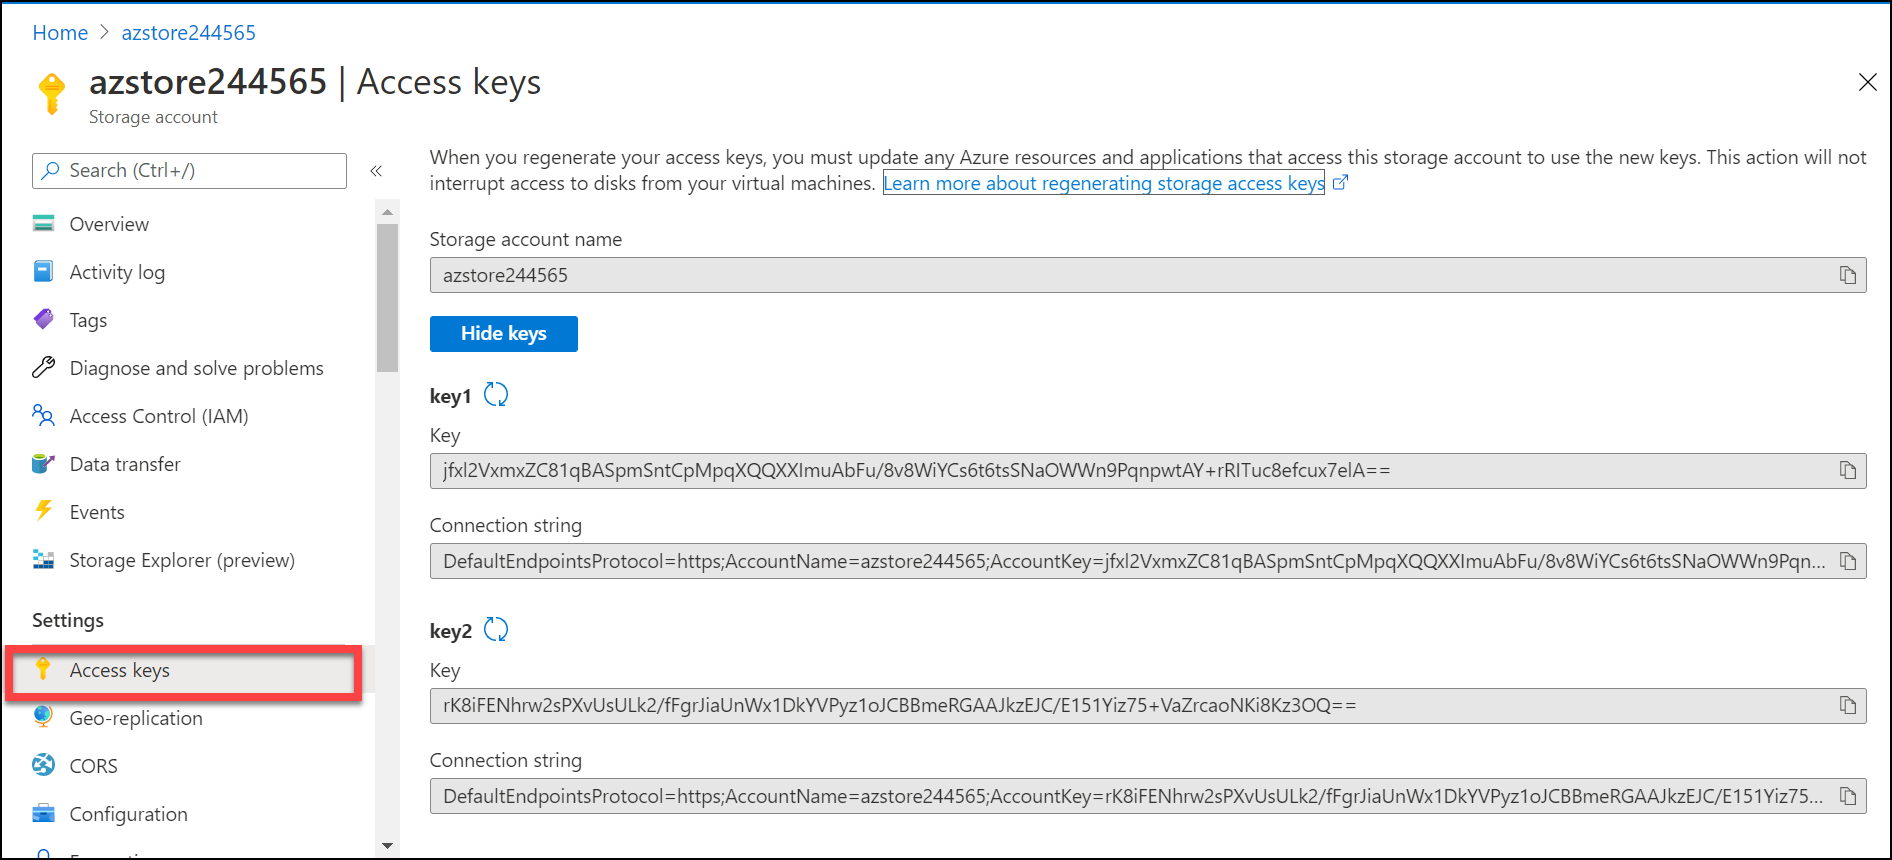 Home > azstore244565
azstore244565 | Access keys
Storage account
Search (Ctrl+/)
«
Overview
Activity log
Tags
Diagnose and solve problems
Access Control (IAM)
Data transfer
Events
Storage Explorer (preview)
Settings
Access keys
Geo-replication
CORS
Configuration
When you regenerate your access keys, you must update any Azure resources and applications that access this storage account to use the new keys. This action will not
interrupt access to disks from your virtual machines. Learn more about regenerating storage access keys
Storage account name
azstore244565
Hide keys
key1
Key
jfxl2VxmxZC81qBASpmSntCpMpqXQQXXImuAbFu/8v8WiYCs6t6tsSNaOWWn9PqnpwtAY+rRITuc8efcux7elA==
Connection string
DefaultEndpointsProtocol=https;AccountName=azstore244565;AccountKey=jfxl2VxmxZC81qBASpmSntCpMpqXQQXXImuAbFu/8v8WiYCs6t6tsSNaOWWn9Pqn...
key2
Key
rK8iFENhrw2sPXvUsULk2/fFgrJiaUnWx1DkYVPyz1oJCBBmeRGAAJkzEJC/E151Yiz75+VaZrcaoNKi8Kz3OQ==
Connection string
DefaultEndpointsProtocol=https;AccountName=azstore244565;AccountKey=rK8iFENhrw2sPXvUsULk2/fFgrJiaUnWx1DkYVPyz1oJCBBmeRGAAJkzEJC/E151Yiz75...